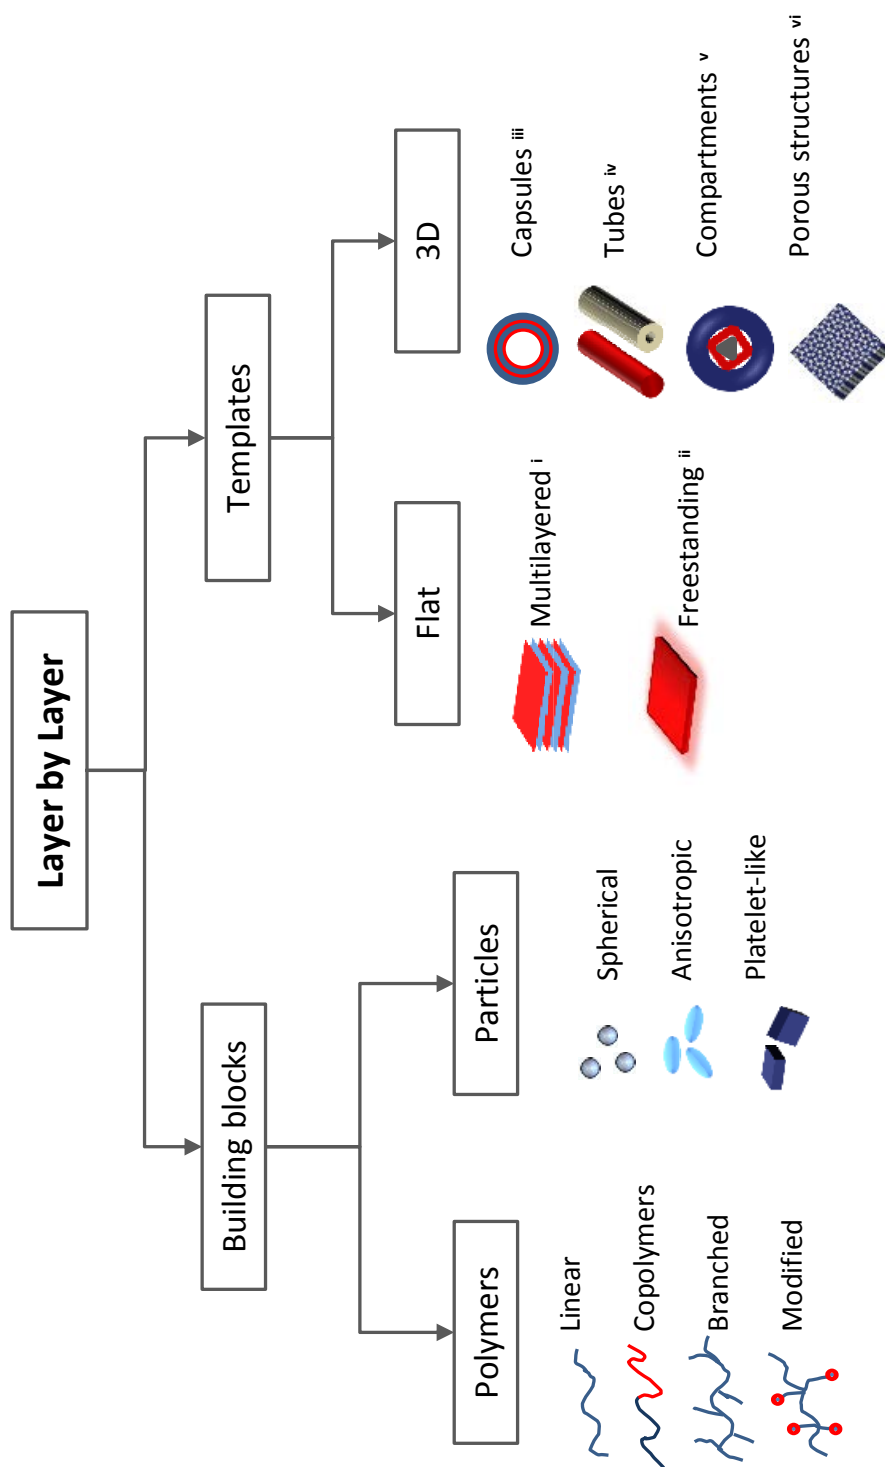 Layer by Layer
Building blocks
Templates
Polymers
Particles
Flat
3D
Linear
Copolymers
Branched
Modified
Spherical
Anisotropic
Platelet-like
Multilayered i
Freestanding ii
Capsules iii
Tubes iv
Compartments v
Porous structures vi